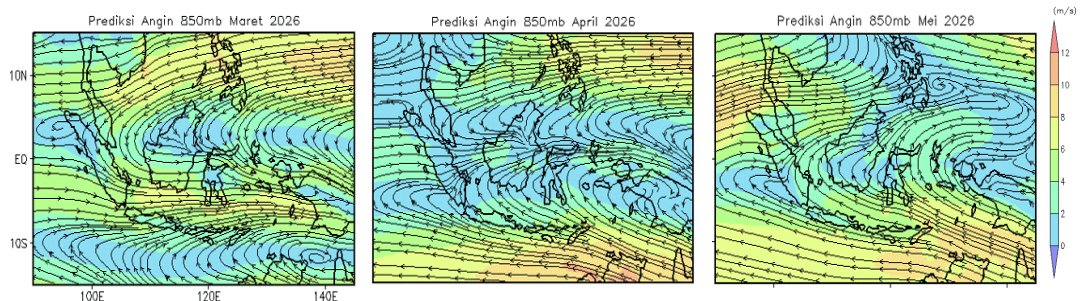 Prediksi Angin 850mb Maret 2026
Prediksi Angin 850mb April 2026
Prediksi Angin 850mb Mei 2026
(m/s)
10N
EQ
10S
100E
120E
140E
12
10
8
6
4
2
0